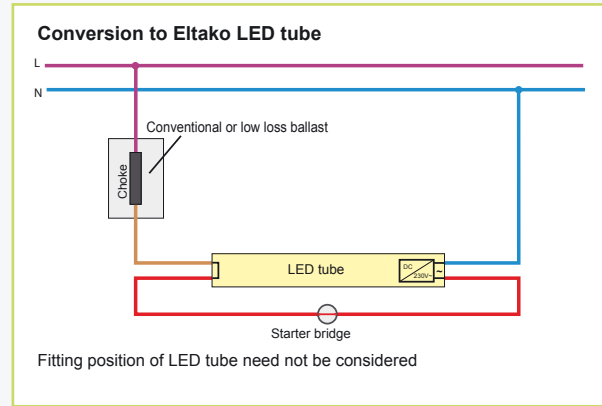 Conversion to Eltako LED tube
L
N
Conventional or low loss ballast
Choke
LED tube
DC
230V~
~
Starter bridge
Fitting position of LED tube need not be considered